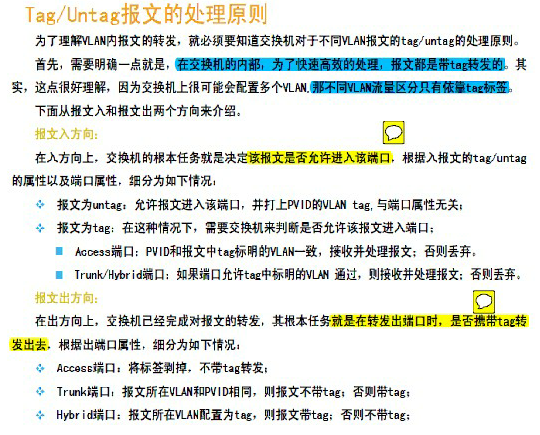 Tag/Untag报文的处理原则
为了理解VLAN内报文的转发，就必须要知道交换机对于不同VLAN报文的tag/untag的处理原则。
首先，需要明确一点就是，在交换机的内部，为了快速高效的处理，报文都是带tag转发的。其
实，这点很好理解，因为交换机上很可能会配置多个VLAN,那不同VLAN流量区分只有依靠tag标签。
下面从报文入和报文出两个方向来介绍。
报文入方向：
在入方向上，交换机的根本任务就是决定该报文是否允许进入该端口，根据入报文的tag/untag
的属性以及端口属性，细分为如下情况：
❖ 报文为untag：允许报文进入该端口，并打上PVID的VLAN tag,与端口属性无关；
❖ 报文为tag：在这种情况下，需要交换机来判断是否允许该报文进入端口；
■ Access端口：PVID和报文中tag标明的VLAN一致，接收并处理报文；否则丢弃。
■ Trunk/Hybrid端口：如果端口允许tag中标明的VLAN 通过，则接收并处理报文；否则丢弃。
报文出方向：
在出方向上，交换机已经完成对报文的转发，其根本任务就是在转发出端口时，是否携带tag转
发出去，根据出端口属性，细分为如下情况：
❖ Access端口：将标签剥掉，不带tag转发；
❖ Trunk端口：报文所在VLAN和PVID相同，则报文不带tag；否则带tag；
❖ Hybrid端口：报文所在VLAN配置为tag，则报文带tag；否则不带tag；